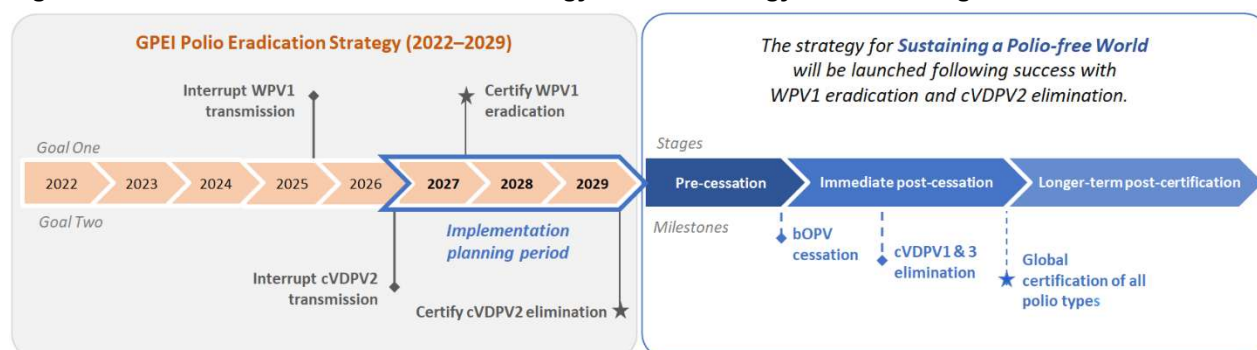 GPEI Polio Eradication Strategy (2022–2029)
Interrupt WPV1
transmission
Certify WPV1
eradication
Goal One
2022
2023
2024
2025
2026
2027
2028
2029
Goal Two
Implementation
planning period
Interrupt cVDPV2
transmission
Certify cVDPV2 elimination
The strategy for Sustaining a Polio-free World
will be launched following success with
WPV1 eradication and cVDPV2 elimination.
Stages
Pre-cessation
Immediate post-cessation
Longer-term post-certification
Milestones
bOPV
cessation
cVDPV1 & 3
elimination
Global
certification of all
polio types